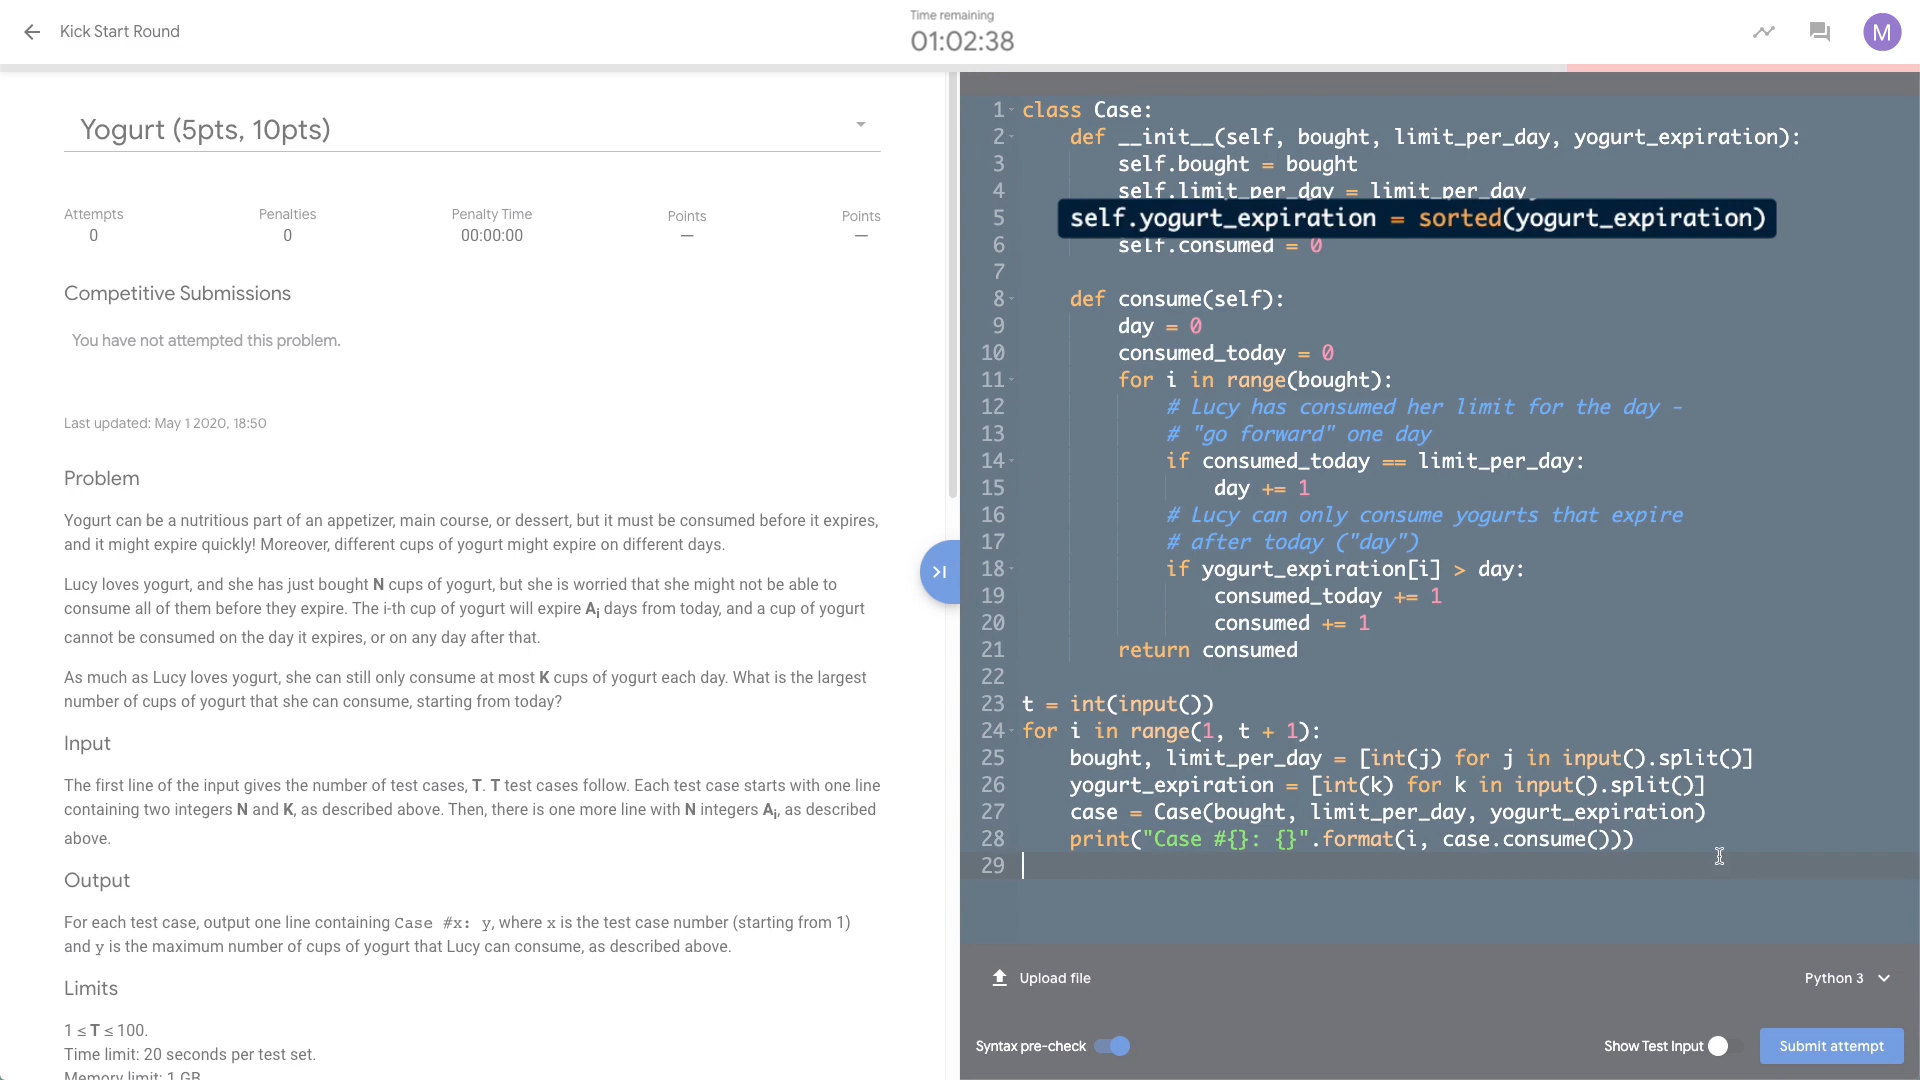 Kick Start Round
Time remaining
01:02:38
M
Yogurt (5pts, 10pts)
Attempts
0
Penalties
0
Penalty Time
00:00:00
Points
—
Points
—
Competitive Submissions
You have not attempted this problem.
Last updated: May 1 2020, 18:50
Problem
Yogurt can be a nutritious part of an appetizer, main course, or dessert, but it must be consumed before it expires,
and it might expire quickly! Moreover, different cups of yogurt might expire on different days.
Lucy loves yogurt, and she has just bought N cups of yogurt, but she is worried that she might not be able to
consume all of them before they expire. The i-th cup of yogurt will expire Ai days from today, and a cup of yogurt
cannot be consumed on the day it expires, or on any day after that.
As much as Lucy loves yogurt, she can still only consume at most K cups of yogurt each day. What is the largest
number of cups of yogurt that she can consume, starting from today?
Input
The first line of the input gives the number of test cases, T. T test cases follow. Each test case starts with one line
containing two integers N and K, as described above. Then, there is one more line with N integers Ai, as described
above.
Output
For each test case, output one line containing Case #x: y, where x is the test case number (starting from 1)
and y is the maximum number of cups of yogurt that Lucy can consume, as described above.
Limits
1 ≤ T ≤ 100.
Time limit: 20 seconds per test set.
Memory limit: 1 GB.
1 class Case:
2     def __init__(self, bought, limit_per_day, yogurt_expiration):
3         self.bought = bought
4         self.limit_per_day = limit_per_day
5         self.yogurt_expiration = sorted(yogurt_expiration)
6         self.consumed = 0
7
8     def consume(self):
9         day = 0
10         consumed_today = 0
11         for i in range(bought):
12             # Lucy has consumed her limit for the day -
13             # "go forward" one day
14             if consumed_today == limit_per_day:
15                 day += 1
16             # Lucy can only consume yogurts that expire
17             # after today ("day")
18             if yogurt_expiration[i] > day:
19                 consumed_today += 1
20                 consumed += 1
21         return consumed
22
23 t = int(input())
24 for i in range(1, t + 1):
25     bought, limit_per_day = [int(j) for j in input().split()]
26     yogurt_expiration = [int(k) for k in input().split()]
27     case = Case(bought, limit_per_day, yogurt_expiration)
28     print("Case #{}: {}".format(i, case.consume()))
29
Upload file
Python 3
Syntax pre-check
Show Test Input
Submit attempt